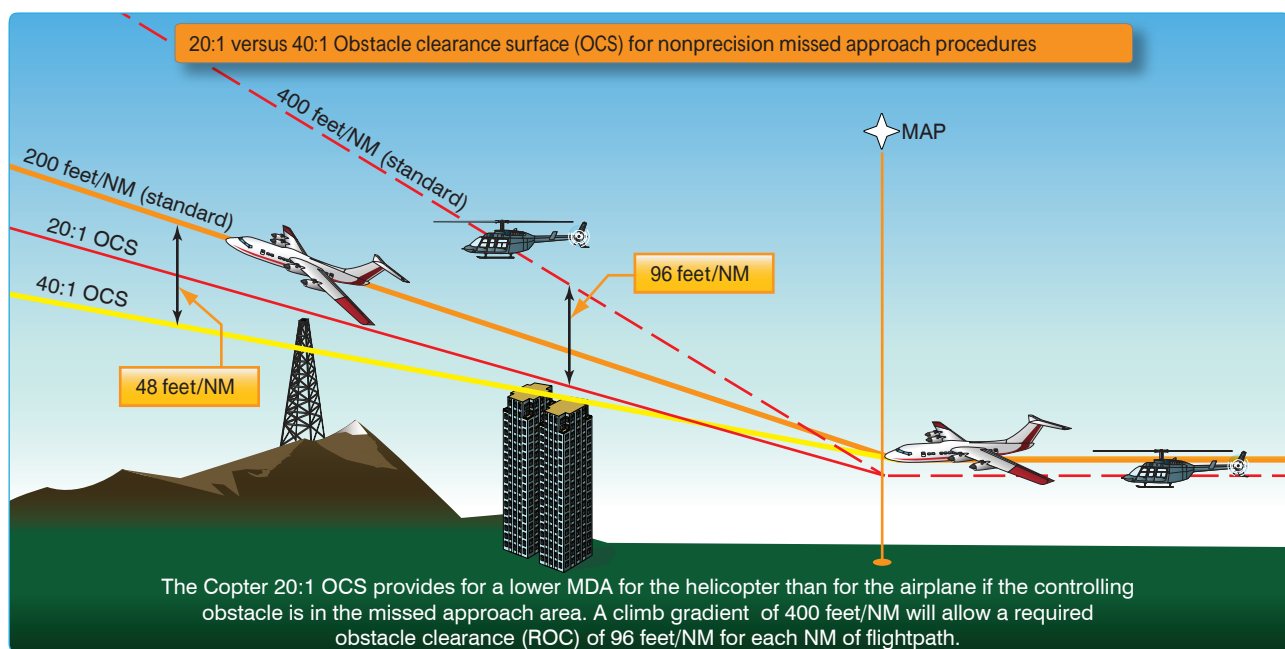 20:1 versus 40:1 Obstacle clearance surface (OCS) for nonprecision missed approach procedures
400 feet/NM (standard)
MAP
200 feet/NM (standard)
20:1 OCS
96 feet/NM
40:1 OCS
48 feet/NM
The Copter 20:1 OCS provides for a lower MDA for the helicopter than for the airplane if the controlling
obstacle is in the missed approach area. A climb gradient of 400 feet/NM will allow a required
obstacle clearance (ROC) of 96 feet/NM for each NM of flightpath.